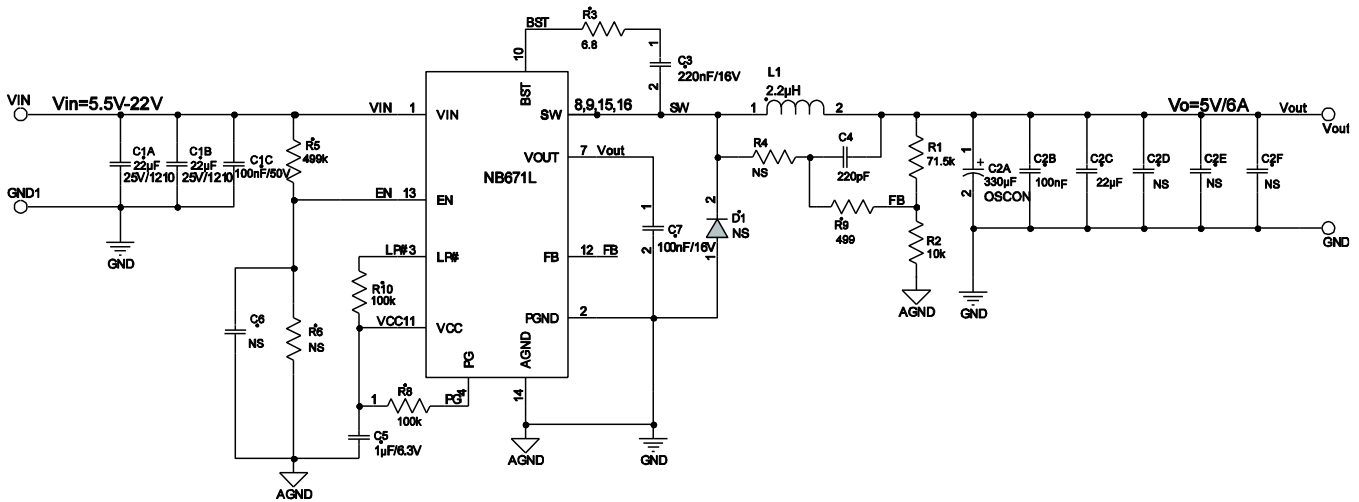 BST
R3
6.8
10
1
C3
220nF/16V
2
L1
2.2μH
VIN
Vin=5.5V-22V
VIN
1
VIN
BST
SW
8,9,15,16
SW
1
2
Vo=5V/6A
Vout
Vout
C1A
22μF
25V/1210
C1B
22μF
25V/1210
C1C
100nF/50V
R5
499k
VOUT
7
Vout
NB671L
R4
NS
C4
220pF
R1
71.5k
1
+
C2A
330μF
OSCON
2
C2B
100nF
C2C
22μF
C2D
NS
C2E
NS
C2F
NS
GND1
EN
13
EN
1
C7
100nF/16V
2
2
D1
NS
1
R9
499
FB
R2
10k
GND
GND
LP#
3
LP#
FB
12
FB
R10
100k
AGND
GND
C6
NS
R6
NS
VCC
11
VCC
PG
AGND
PGND
2
1
R8
100k
PG
4
14
C5
1μF/6.3V
AGND
GND
AGND